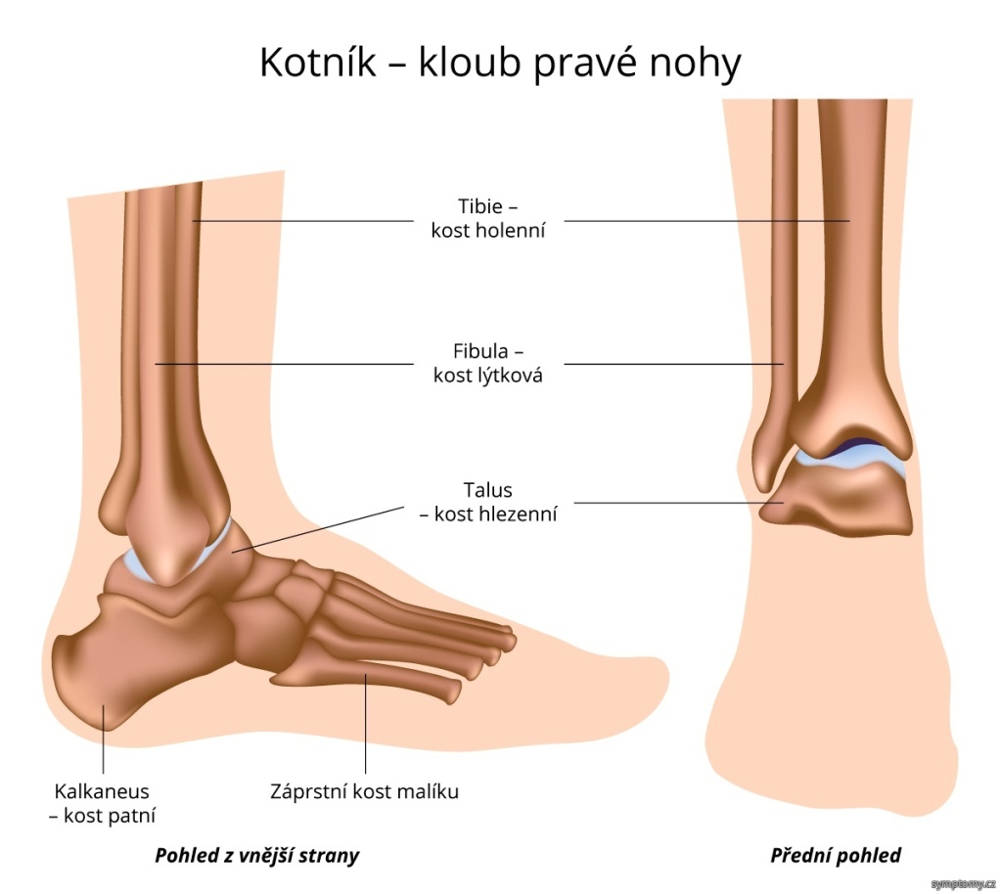 Kotník – kloub pravé nohy
Tibie –
kost holenní
Fibula –
kost lýtková
Talus
– kost hlezenní
Kalkaneus
– kost patní
Záprstní kost malíku
Pohled z vnější strany
Přední pohled
symptomy.cz